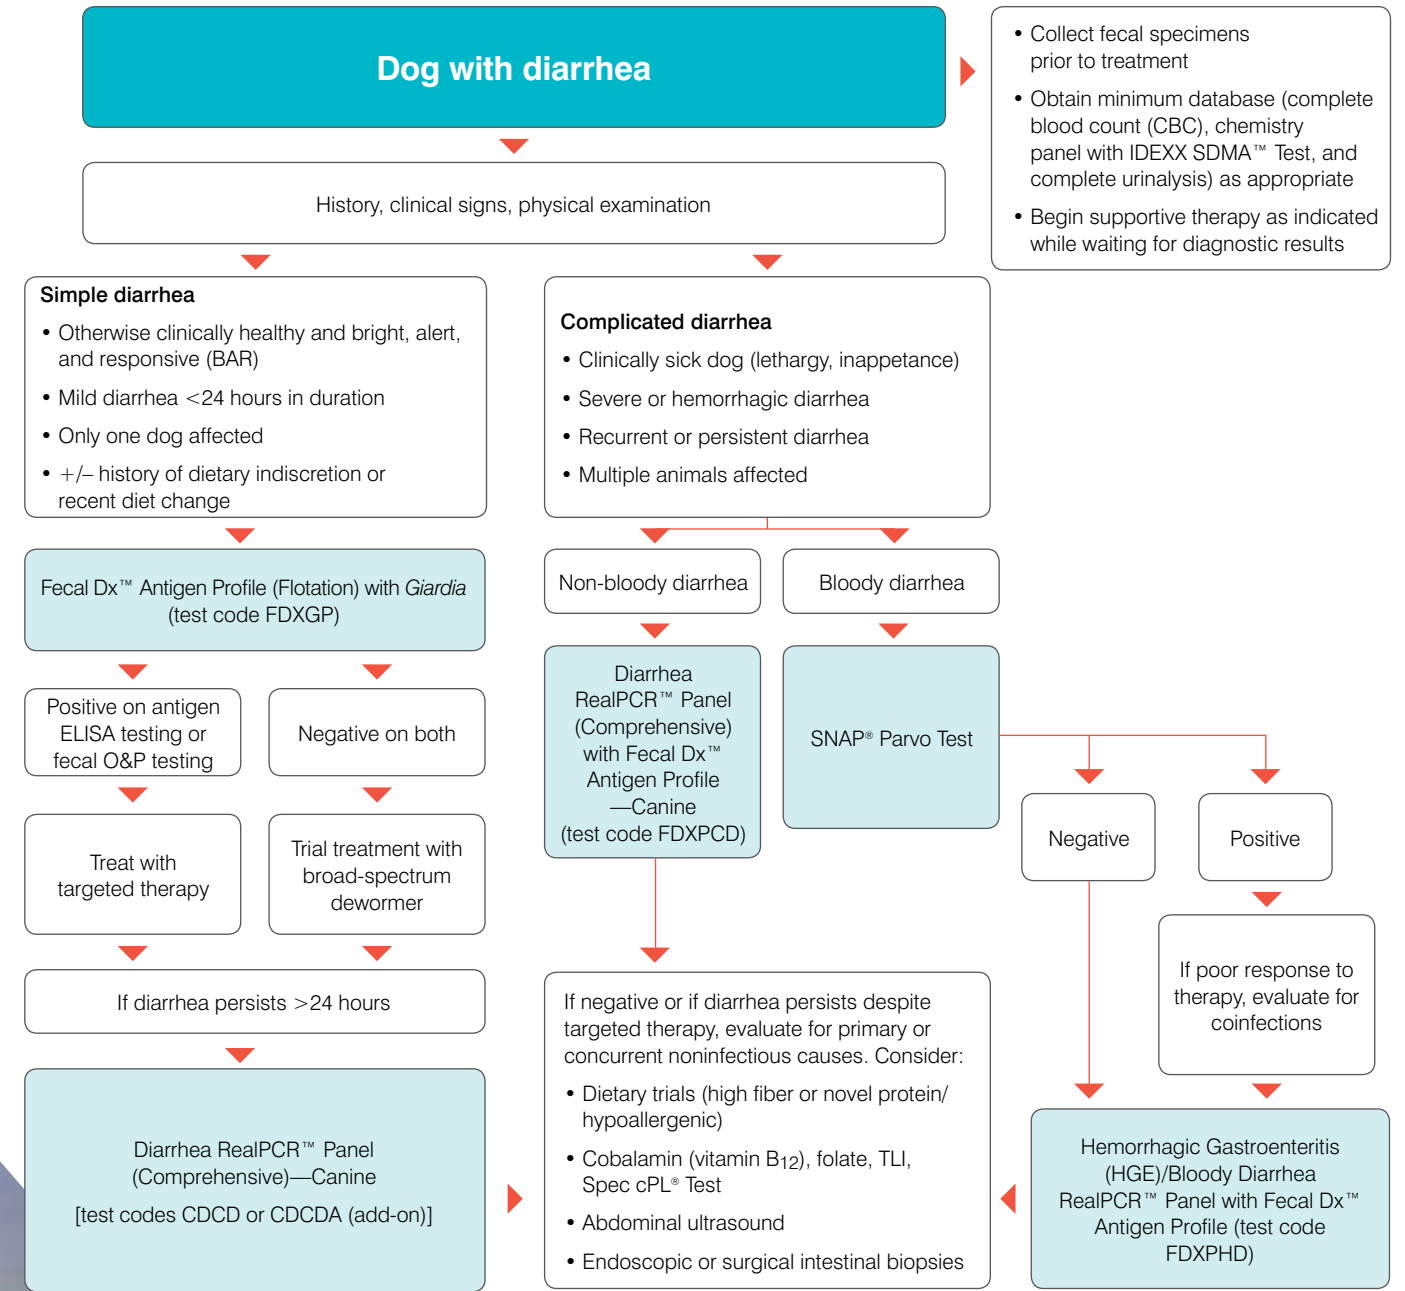 Dog with diarrhea
• Collect fecal specimens
prior to treatment
• Obtain minimum database (complete
blood count (CBC), chemistry
panel with IDEXX SDMA™ Test, and
complete urinalysis) as appropriate
• Begin supportive therapy as indicated
while waiting for diagnostic results
History, clinical signs, physical examination
Simple diarrhea
• Otherwise clinically healthy and bright, alert,
and responsive (BAR)
• Mild diarrhea <24 hours in duration
• Only one dog affected
• +/– history of dietary indiscretion or
recent diet change
Complicated diarrhea
• Clinically sick dog (lethargy, inappetance)
• Severe or hemorrhagic diarrhea
• Recurrent or persistent diarrhea
• Multiple animals affected
Fecal Dx™ Antigen Profile (Flotation) with Giardia
(test code FDXGP)
Non-bloody diarrhea
Bloody diarrhea
Positive on antigen
ELISA testing or
fecal O&P testing
Negative on both
Diarrhea
RealPCR™ Panel
(Comprehensive)
with Fecal Dx™
Antigen Profile
—Canine
(test code FDXPCD)
SNAP® Parvo Test
Treat with
targeted therapy
Trial treatment with
broad-spectrum
dewormer
Negative
Positive
If diarrhea persists >24 hours
If poor response to
therapy, evaluate for
coinfections
Diarrhea RealPCR™ Panel
(Comprehensive)—Canine
[test codes CDCD or CDCDA (add-on)]
If negative or if diarrhea persists despite
targeted therapy, evaluate for primary or
concurrent noninfectious causes. Consider:
• Dietary trials (high fiber or novel protein/
hypoallergenic)
• Cobalamin (vitamin B12), folate, TLI,
Spec cPL® Test
• Abdominal ultrasound
• Endoscopic or surgical intestinal biopsies
Hemorrhagic Gastroenteritis
(HGE)/Bloody Diarrhea
RealPCR™ Panel with Fecal Dx™
Antigen Profile (test code
FDXPHD)